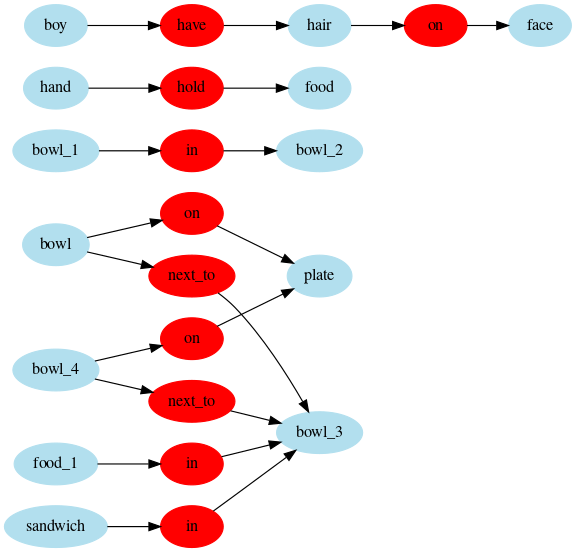 boy have hair on face
hand hold food
bowl_1 in bowl_2
on
bowl
next_to plate
on
bowl_4
next_to
bowl_3
food_1 in
sandwich in